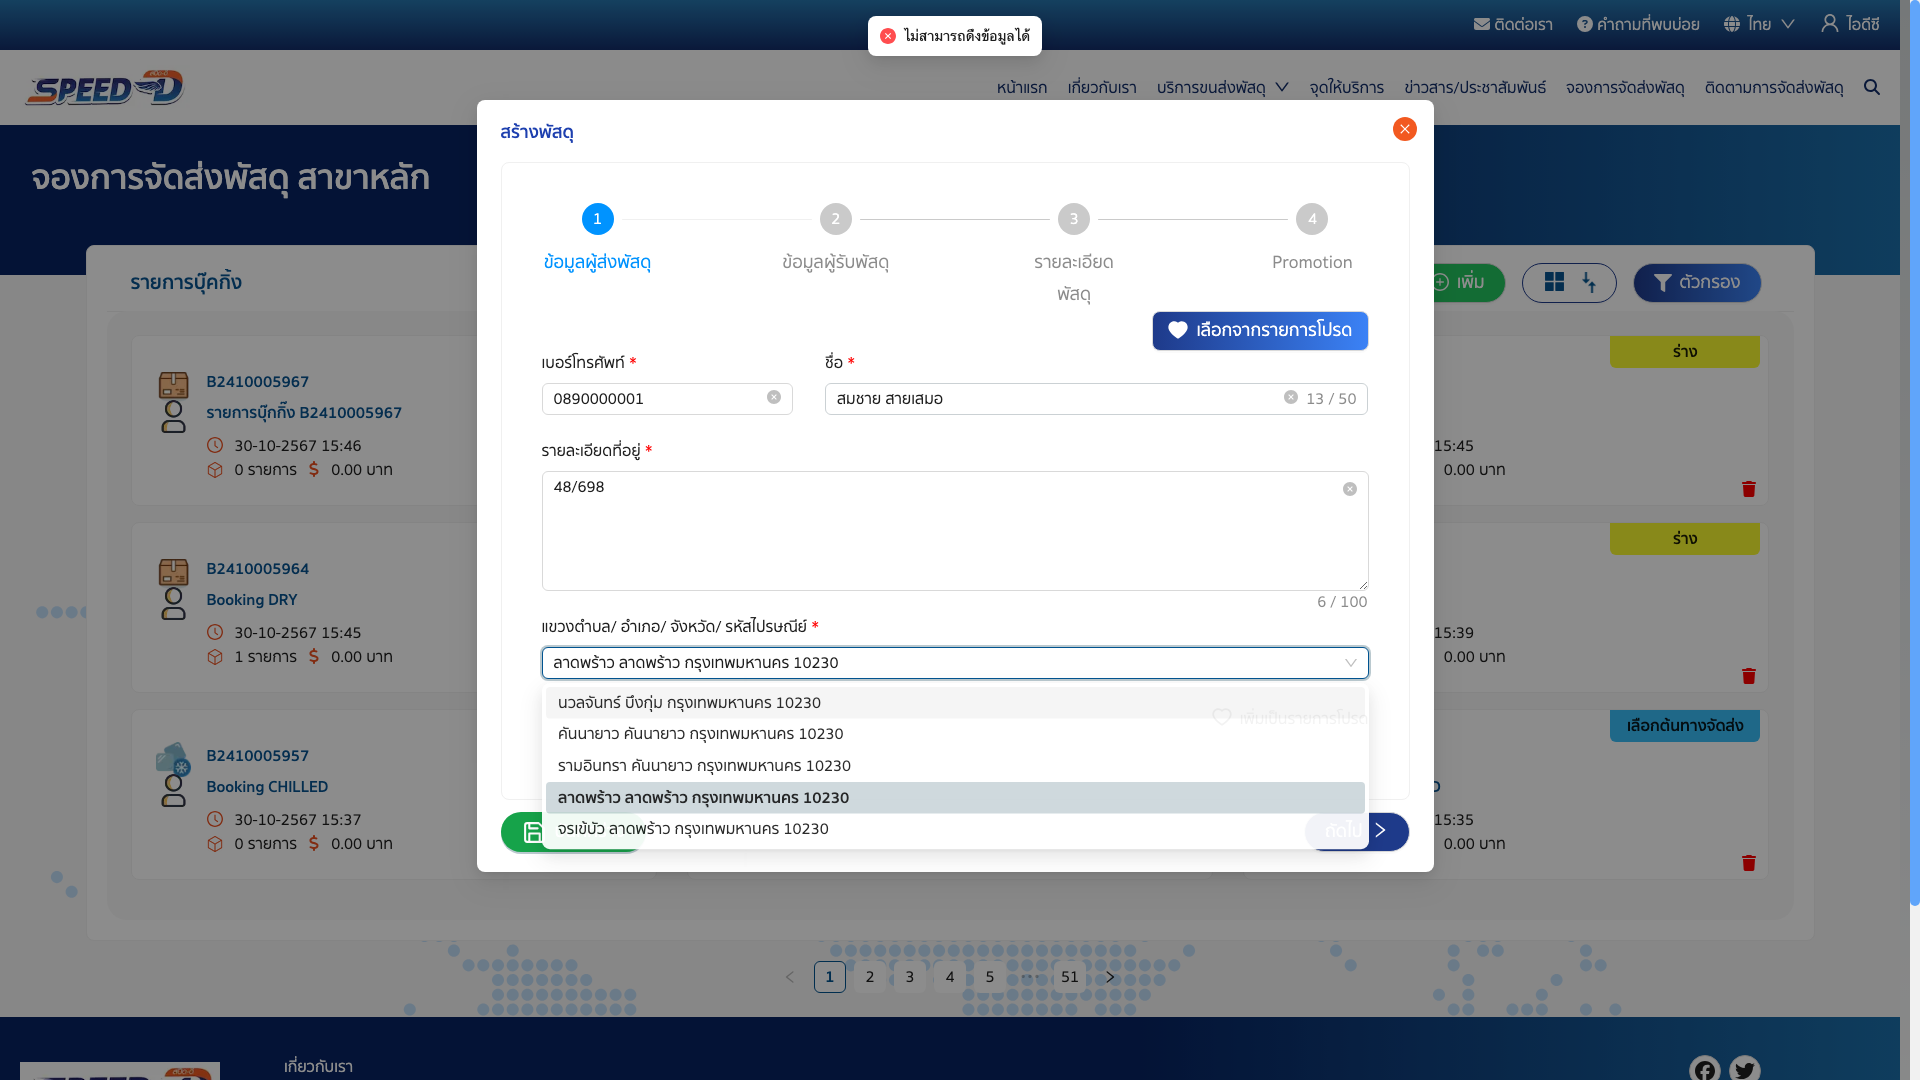 ติดต่อเรา
คำถามที่พบบ่อย
ไทย
ไอดีซี
ไม่สามารถดึงข้อมูลได้
SPEED-D
หน้าแรก
เกี่ยวกับเรา
บริการขนส่งพัสดุ
จุดให้บริการ
ข่าวสาร/ประชาสัมพันธ์
จองการจัดส่งพัสดุ
ติดตามการจัดส่งพัสดุ
จองการจัดส่งพัสดุ สาขาหลัก
รายการบุ๊คกิ้ง
เพิ่ม
ตัวกรอง
B2410005967
รายการบุ๊กกิ๊ง B2410005967
30-10-2567 15:46
0 รายการ $ 0.00 บาท
B2410005964
Booking DRY
30-10-2567 15:45
1 รายการ $ 0.00 บาท
B2410005957
Booking CHILLED
30-10-2567 15:37
0 รายการ $ 0.00 บาท
สร้างพัสดุ
1
ข้อมูลผู้ส่งพัสดุ
2
ข้อมูลผู้รับพัสดุ
3
รายละเอียด
พัสดุ
4
Promotion
เลือกจากรายการโปรด
เบอร์โทรศัพท์ *
0890000001
ชื่อ *
สมชาย สายเสมอ
13 / 50
รายละเอียดที่อยู่ *
48/698
6 / 100
แขวงตำบล/ อำเภอ/ จังหวัด/ รหัสไปรษณีย์ *
ลาดพร้าว ลาดพร้าว กรุงเทพมหานคร 10230
นวลจันทร์ บึงกุ่ม กรุงเทพมหานคร 10230
เพิ่มเป็นรายการโปรด
คันนายาว คันนายาว กรุงเทพมหานคร 10230
รามอินทรา คันนายาว กรุงเทพมหานคร 10230
ลาดพร้าว ลาดพร้าว กรุงเทพมหานคร 10230
จรเข้บัว ลาดพร้าว กรุงเทพมหานคร 10230
ถัดไป
ร่าง
15:45
0.00 บาท
ร่าง
15:39
0.00 บาท
เลือกต้นทางจัดส่ง
15:35
0.00 บาท
1 2 3 4 5 ••• 51
เกี่ยวกับเรา